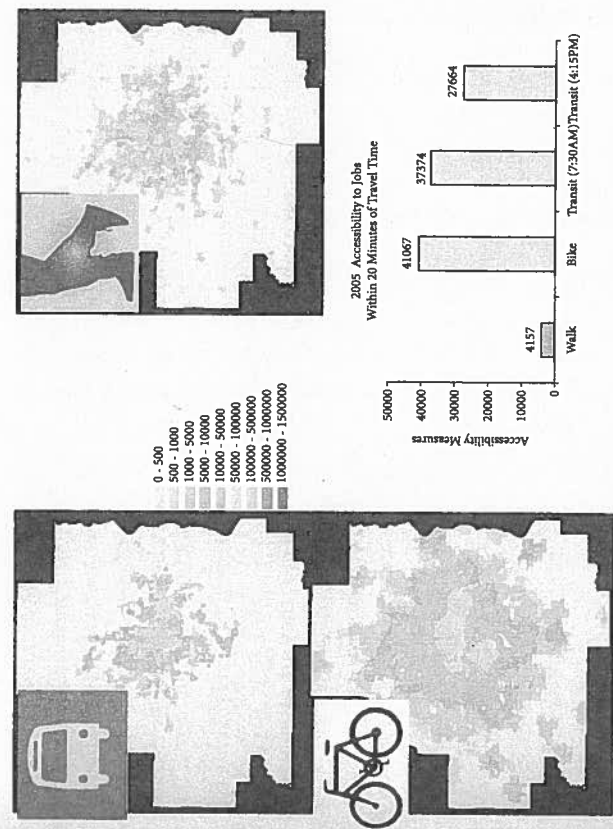 0 - 500
500 - 1000
1000 - 5000
5000 - 10000
10000 - 50000
50000 - 100000
100000 - 500000
500000 - 1000000
1000000 - 1500000
2005 Accessibility to Jobs
Within 20 Minutes of Travel Time
Accessibility Measures
50000
40000
30000
20000
10000
0
4157
41067
37374
27664
Walk
Bike
Transit (7:30AM)
Transit (4:15PM)